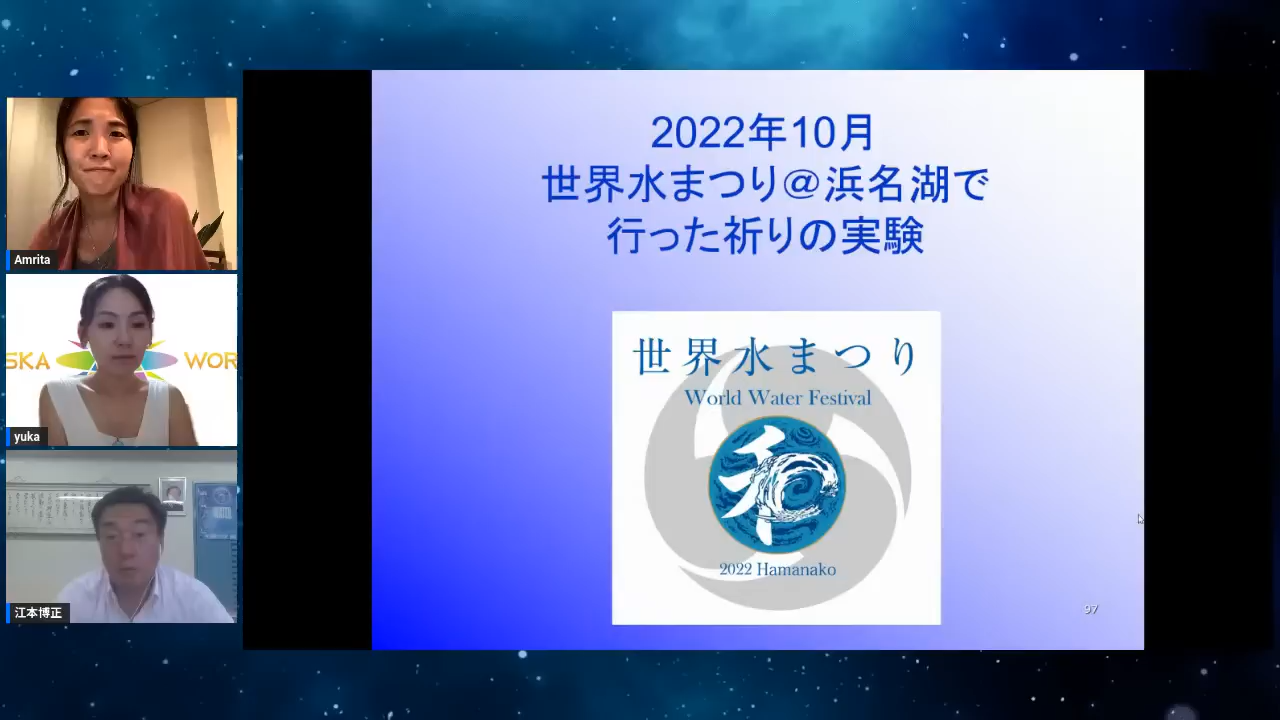 2022年10月
世界水まつり@浜名湖で
行った祈りの実験
世界水まつり
World Water Festival
和
2022 Hamanako
97
Amrita
SKA WOR
yuka
江本博正